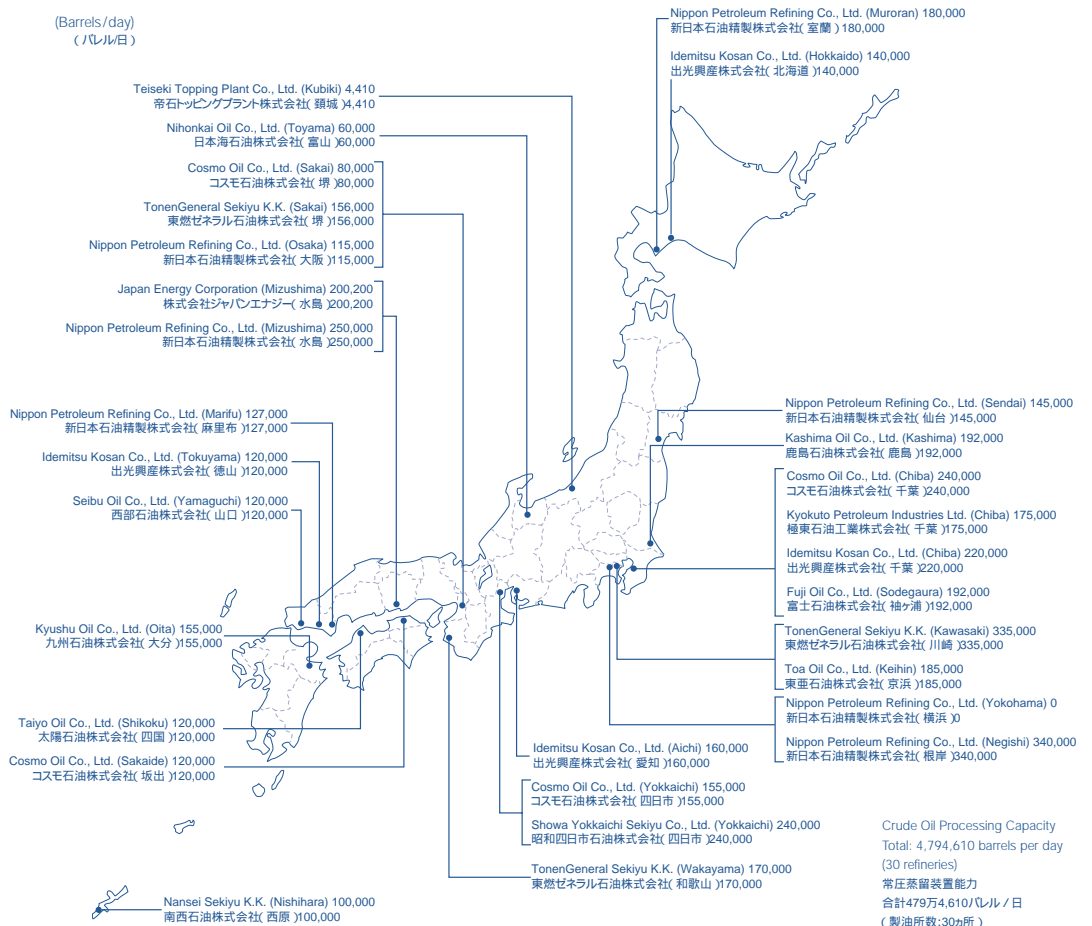 (Barrels/day)
(バレル/日)
Nippon Petroleum Refining Co., Ltd. (Muroran) 180,000
新日本石油精製株式会社(室蘭)180,000
Idemitsu Kosan Co., Ltd. (Hokkaido) 140,000
出光興産株式会社(北海道)140,000
Teiseki Topping Plant Co., Ltd. (Kubiki) 4,410
帝石トッピングプラント株式会社(頚城)4,410
Nihonkai Oil Co., Ltd. (Toyama) 60,000
日本海石油株式会社(富山)60,000
Cosmo Oil Co., Ltd. (Sakai) 80,000
コスモ石油株式会社(堺)80,000
TonenGeneral Sekiyu K.K. (Sakai) 156,000
東燃ゼネラル石油株式会社(堺)156,000
Nippon Petroleum Refining Co., Ltd. (Osaka) 115,000
新日本石油精製株式会社(大阪)115,000
Japan Energy Corporation (Mizushima) 200,200
株式会社ジャパンエナジー(水島)200,200
Nippon Petroleum Refining Co., Ltd. (Mizushima) 250,000
新日本石油精製株式会社(水島)250,000
Nippon Petroleum Refining Co., Ltd. (Marifu) 127,000
新日本石油精製株式会社(麻里布)127,000
Idemitsu Kosan Co., Ltd. (Tokuyama) 120,000
出光興産株式会社(徳山)120,000
Seibu Oil Co., Ltd. (Yamaguchi) 120,000
西部石油株式会社(山口)120,000
Kyushu Oil Co., Ltd. (Oita) 155,000
九州石油株式会社(大分)155,000
Taiyo Oil Co., Ltd. (Shikoku) 120,000
太陽石油株式会社(四国)120,000
Cosmo Oil Co., Ltd. (Sakaide) 120,000
コスモ石油株式会社(坂出)120,000
Nansei Sekiyu K.K. (Nishihara) 100,000
南西石油株式会社(西原)100,000
Nippon Petroleum Refining Co., Ltd. (Sendai) 145,000
新日本石油精製株式会社(仙台)145,000
Kashima Oil Co., Ltd. (Kashima) 192,000
鹿島石油株式会社(鹿島)192,000
Cosmo Oil Co., Ltd. (Chiba) 240,000
コスモ石油株式会社(千葉)240,000
Kyokuto Petroleum Industries Ltd. (Chiba) 175,000
極東石油工業株式会社(千葉)175,000
Idemitsu Kosan Co., Ltd. (Chiba) 220,000
出光興産株式会社(千葉)220,000
Fuji Oil Co., Ltd. (Sodegaura) 192,000
富士石油株式会社(袖ヶ浦)192,000
TonenGeneral Sekiyu K.K. (Kawasaki) 335,000
東燃ゼネラル石油株式会社(川崎)335,000
Toa Oil Co., Ltd. (Keihin) 185,000
東亜石油株式会社(京浜)185,000
Nippon Petroleum Refining Co., Ltd. (Yokohama) 0
新日本石油精製株式会社(横浜)0
Nippon Petroleum Refining Co., Ltd. (Negishi) 340,000
新日本石油精製株式会社(根岸)340,000
Idemitsu Kosan Co., Ltd. (Aichi) 160,000
出光興産株式会社(愛知)160,000
Cosmo Oil Co., Ltd. (Yokkaichi) 155,000
コスモ石油株式会社(四日市)155,000
Showa Yokkaichi Sekiyu Co., Ltd. (Yokkaichi) 240,000
昭和四日市石油株式会社(四日市)240,000
TonenGeneral Sekiyu K.K. (Wakayama) 170,000
東燃ゼネラル石油株式会社(和歌山)170,000
Crude Oil Processing Capacity
Total: 4,794,610 barrels per day
(30 refineries)
常圧蒸留装置能力
合計479万4,610バレル/日
(製油所数:30ヵ所)